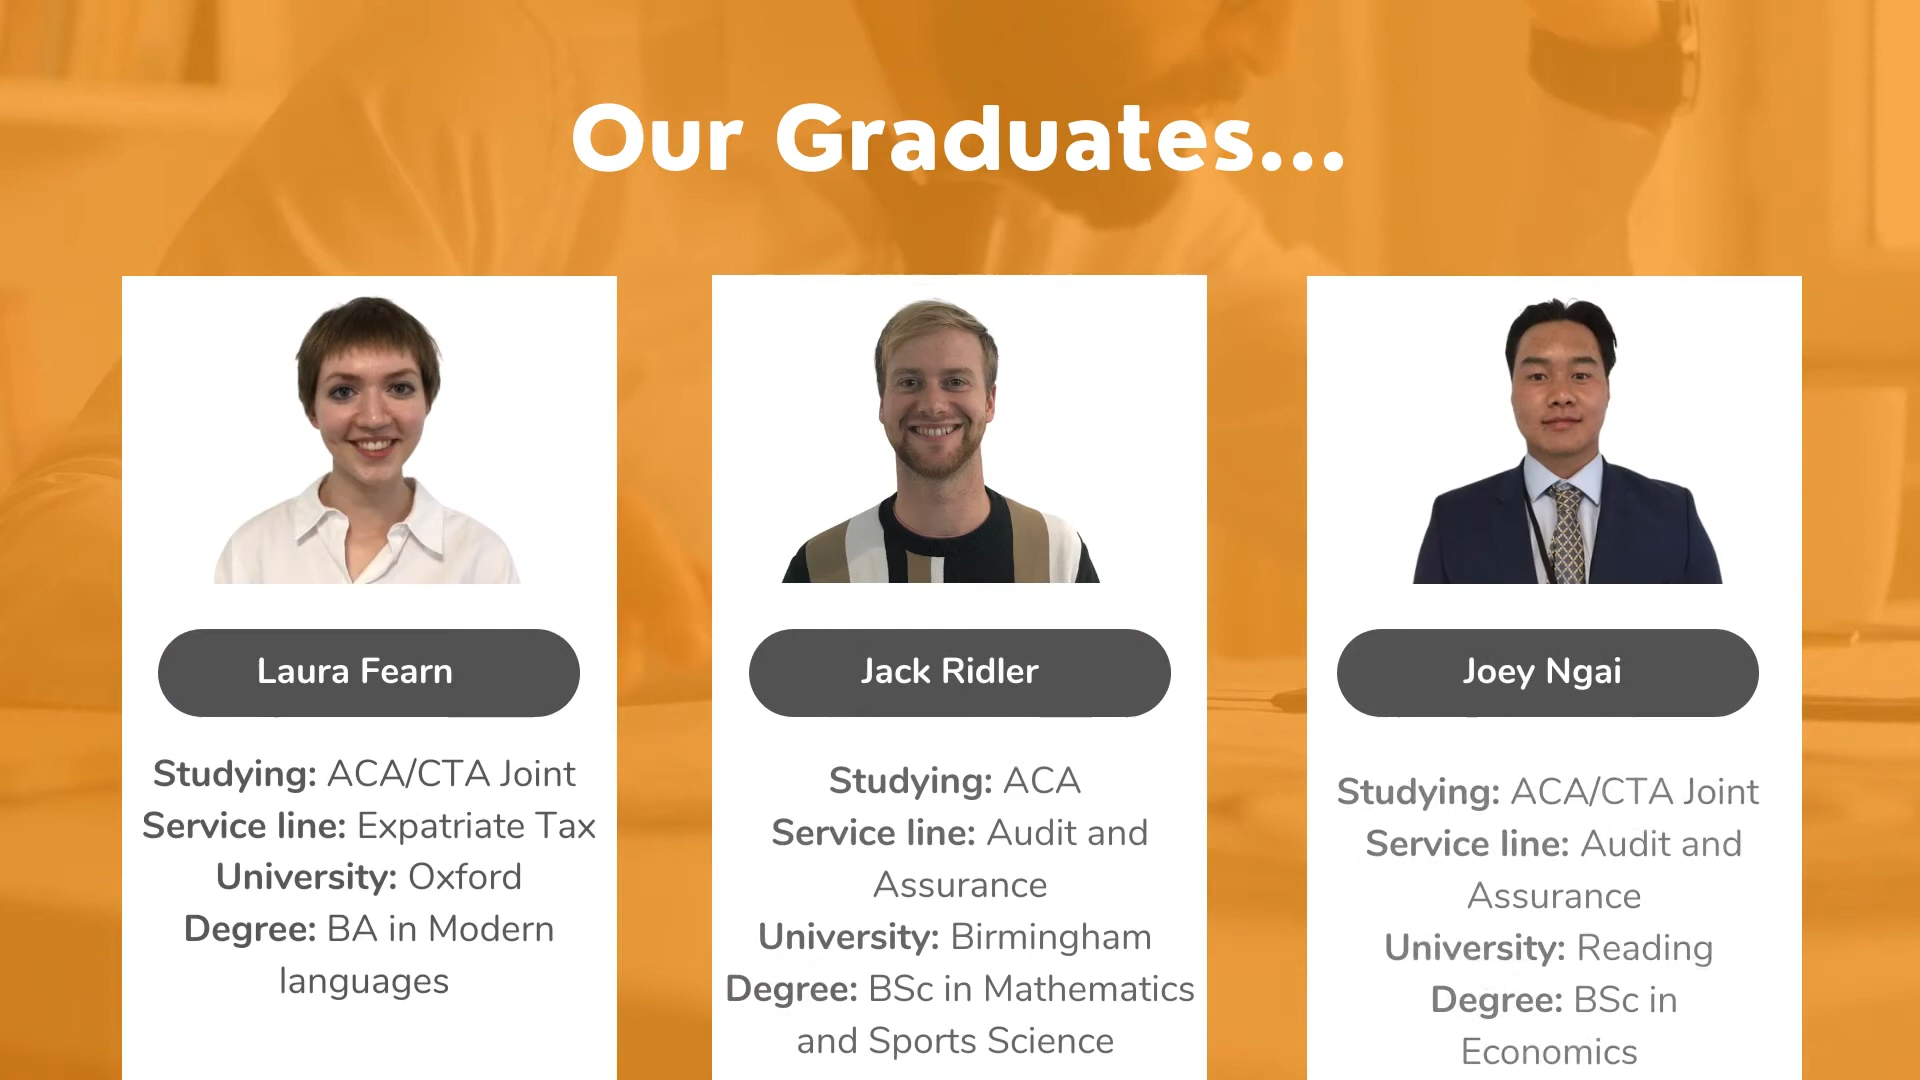 Our Graduates...
Laura Fearn
Studying: ACA/CTA Joint
Service line: Expatriate Tax
University: Oxford
Degree: BA in Modern
languages
Jack Ridler
Studying: ACA
Service line: Audit and
Assurance
University: Birmingham
Degree: BSc in Mathematics
and Sports Science
Joey Ngai
Studying: ACA/CTA Joint
Service line: Audit and
Assurance
University: Reading
Degree: BSc in
Economics